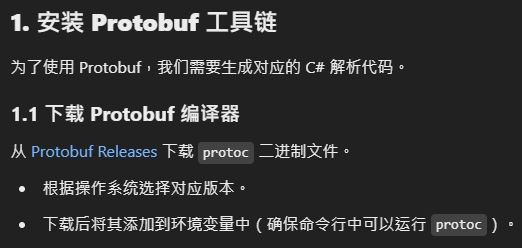 1. 安装 Protobuf 工具链
为了使用 Protobuf，我们需要生成对应的 C# 解析代码。
1.1 下载 Protobuf 编译器
从 Protobuf Releases 下载 protoc 二进制文件。
• 根据操作系统选择对应版本。
• 下载后将其添加到环境变量中（确保命令行中可以运行 protoc）。